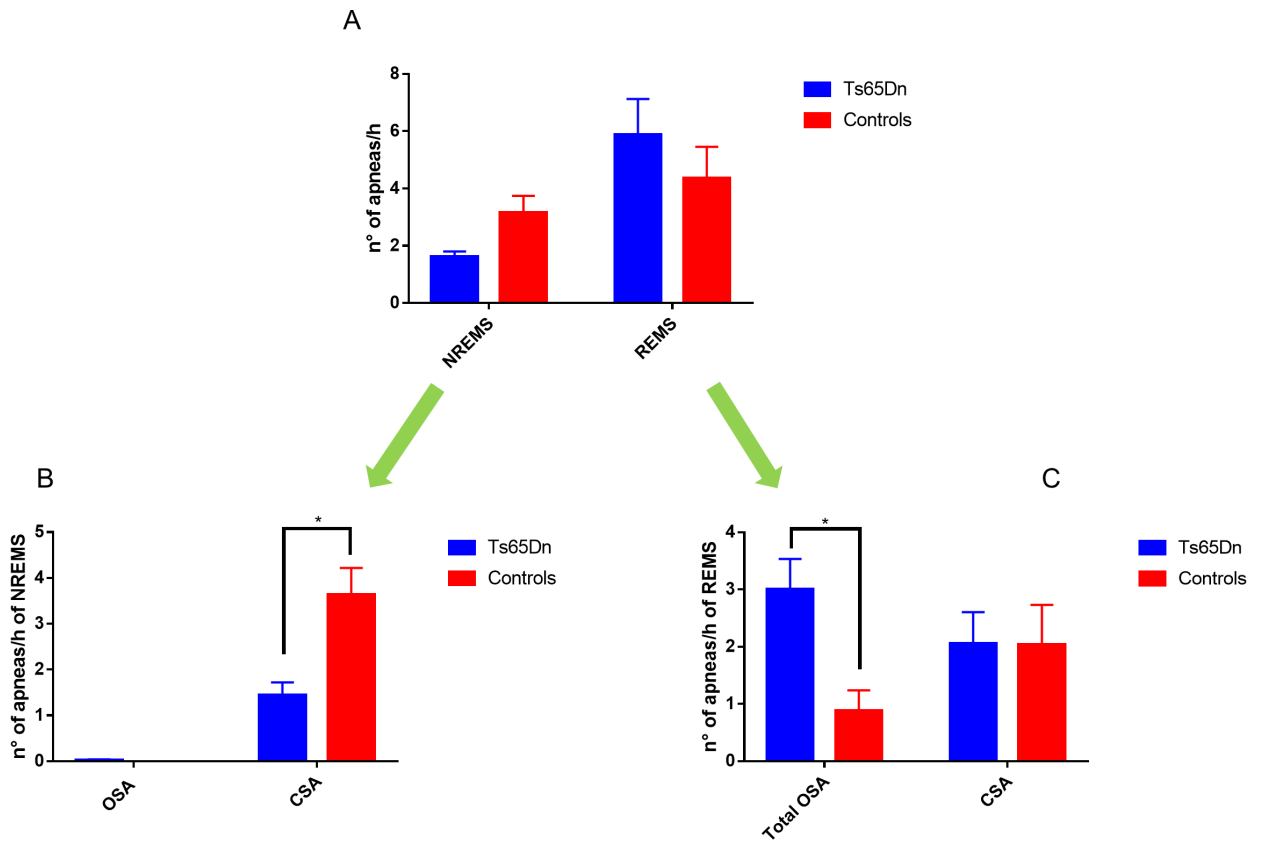 A
n° of apneas/h
8
6
4
2
0
NREMS
REMS
Ts65Dn
Controls
B
n° of apneas/h of NREMS
5
4
3
2
1
0
*
OSA
CSA
Ts65Dn
Controls
C
n° of apneas/h of REMS
4
3
2
1
0
*
Total OSA
CSA
Ts65Dn
Controls